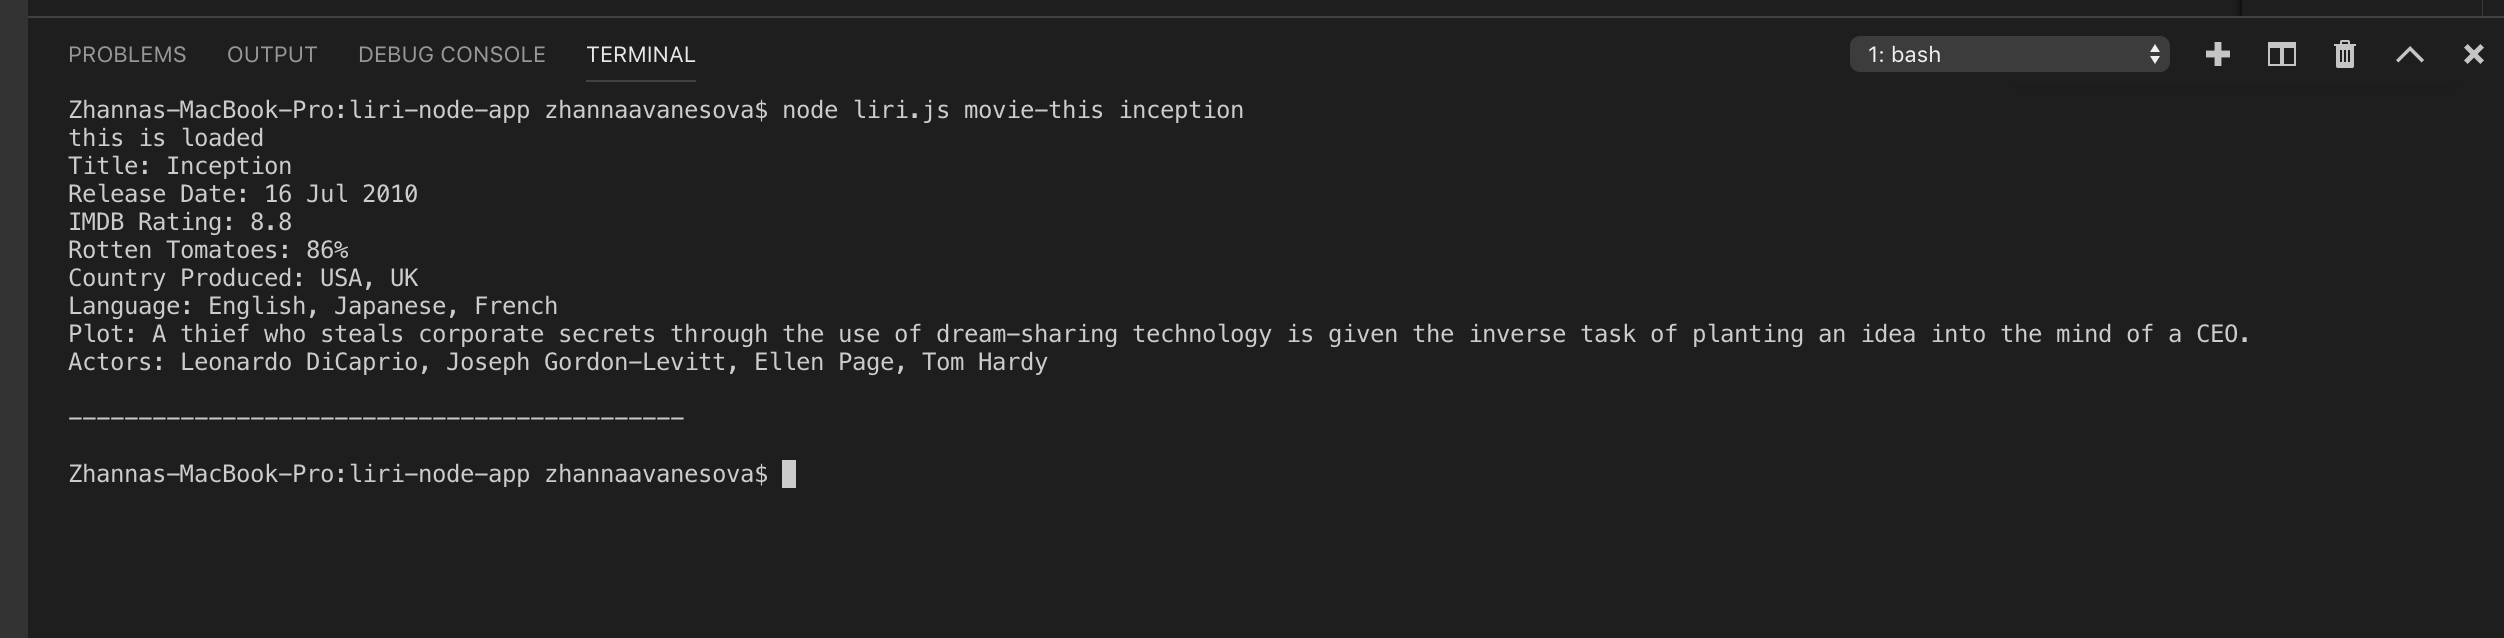 PROBLEMS OUTPUT DEBUG CONSOLE TERMINAL 1: bash
Zhannas-MacBook-Pro:liri-node-app zhannaavanesova$ node liri.js movie-this inception
this is loaded
Title: Inception
Release Date: 16 Jul 2010
IMDB Rating: 8.8
Rotten Tomatoes: 86%
Country Produced: USA, UK
Language: English, Japanese, French
Plot: A thief who steals corporate secrets through the use of dream-sharing technology is given the inverse task of planting an idea into the mind of a CEO.
Actors: Leonardo DiCaprio, Joseph Gordon-Levitt, Ellen Page, Tom Hardy
--------------------------------------------
Zhannas-MacBook-Pro:liri-node-app zhannaavanesova$